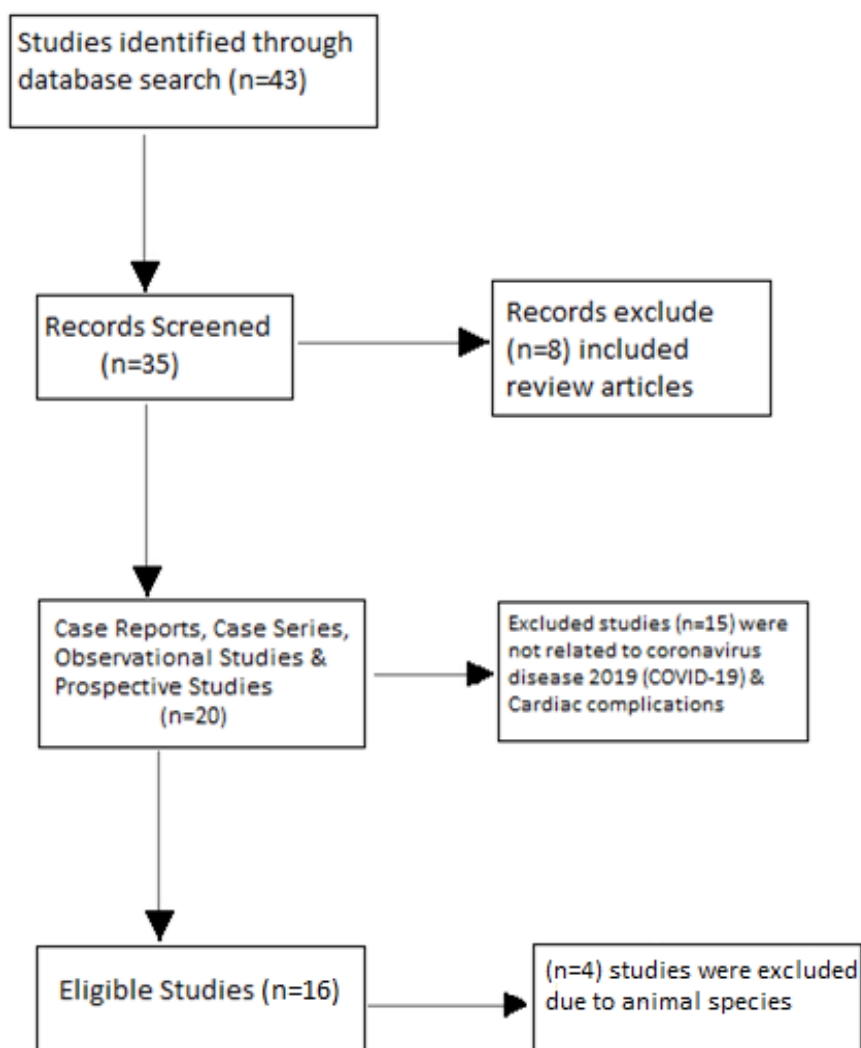 Studies identified through
database search (n=43)
Records Screened
(n=35)
Records exclude
(n=8) included
review articles
Case Reports, Case Series,
Observational Studies &
Prospective Studies
(n=20)
Excluded studies (n=15) were
not related to coronavirus
disease 2019 (COVID-19) &
Cardiac complications
Eligible Studies (n=16)
(n=4) studies were excluded
due to animal species